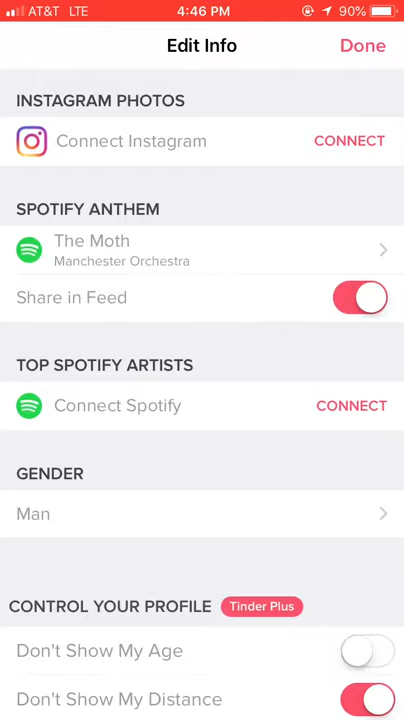 AT&T LTE 4:46 PM 90%
Edit Info Done
INSTAGRAM PHOTOS
Connect Instagram CONNECT
SPOTIFY ANTHEM
The Moth
Manchester Orchestra
Share in Feed
TOP SPOTIFY ARTISTS
Connect Spotify CONNECT
GENDER
Man
CONTROL YOUR PROFILE Tinder Plus
Don't Show My Age
Don't Show My Distance